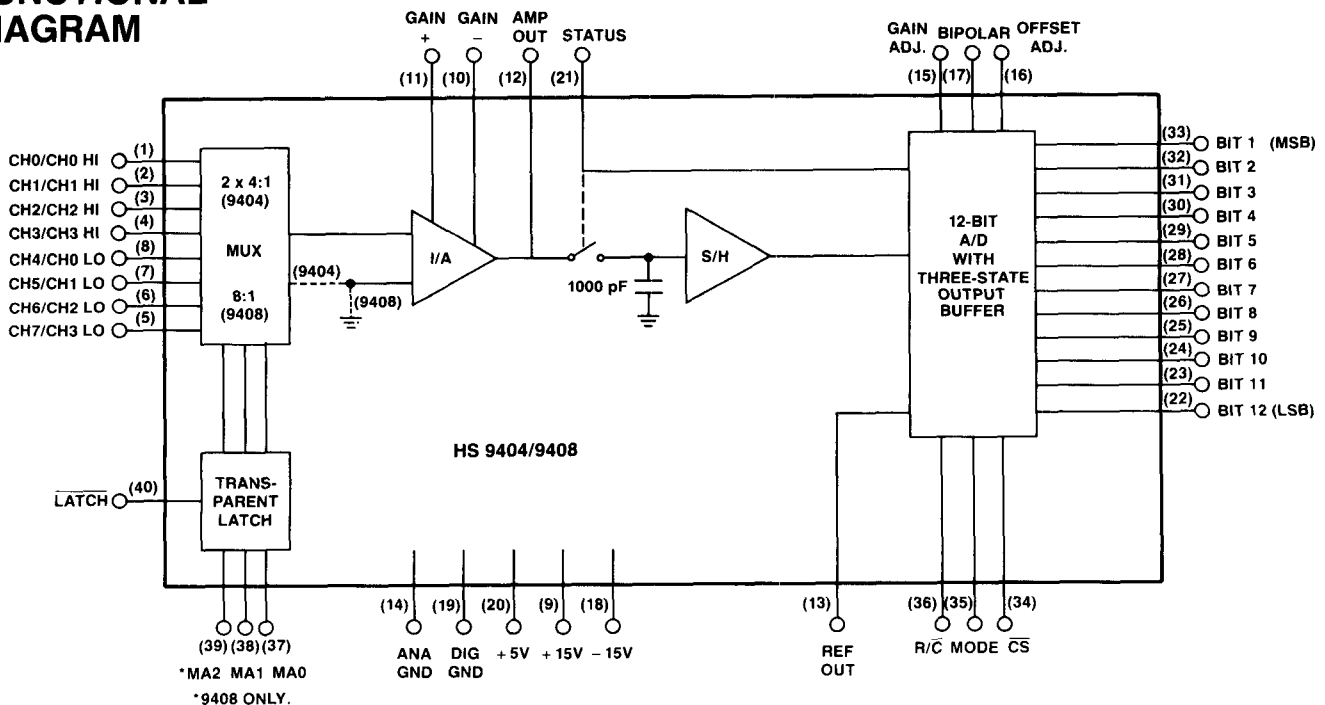 DIAGRAM
GAIN +
GAIN −
AMP OUT
STATUS
(11)
(10)
(12)
(21)
GAIN ADJ.
BIPOLAR
OFFSET ADJ.
(15)
(17)
(16)
CH0/CH0 HI (1)
CH1/CH1 HI (2)
CH2/CH2 HI (3)
CH3/CH3 HI (4)
CH4/CH0 LO (8)
CH5/CH1 LO (7)
CH6/CH2 LO (6)
CH7/CH3 LO (5)
2 x 4:1
(9404)
MUX
8:1
(9408)
(9404)
(9408)
I/A
1000 pF
S/H
12-BIT
A/D
WITH
THREE-STATE
OUTPUT
BUFFER
(33) BIT 1 (MSB)
(32) BIT 2
(31) BIT 3
(30) BIT 4
(29) BIT 5
(28) BIT 6
(27) BIT 7
(26) BIT 8
(25) BIT 9
(24) BIT 10
(23) BIT 11
(22) BIT 12 (LSB)
HS 9404/9408
L̅A̅T̅C̅H̅ (40)
TRANS-
PARENT
LATCH
(39) (38) (37)
*MA2 MA1 MA0
*9408 ONLY.
(14)
(19)
(20)
(9)
(18)
ANA GND
DIG GND
+5V
+15V
−15V
(13)
REF OUT
(36)
(35)
(34)
R/C̅ MODE C̅S̅